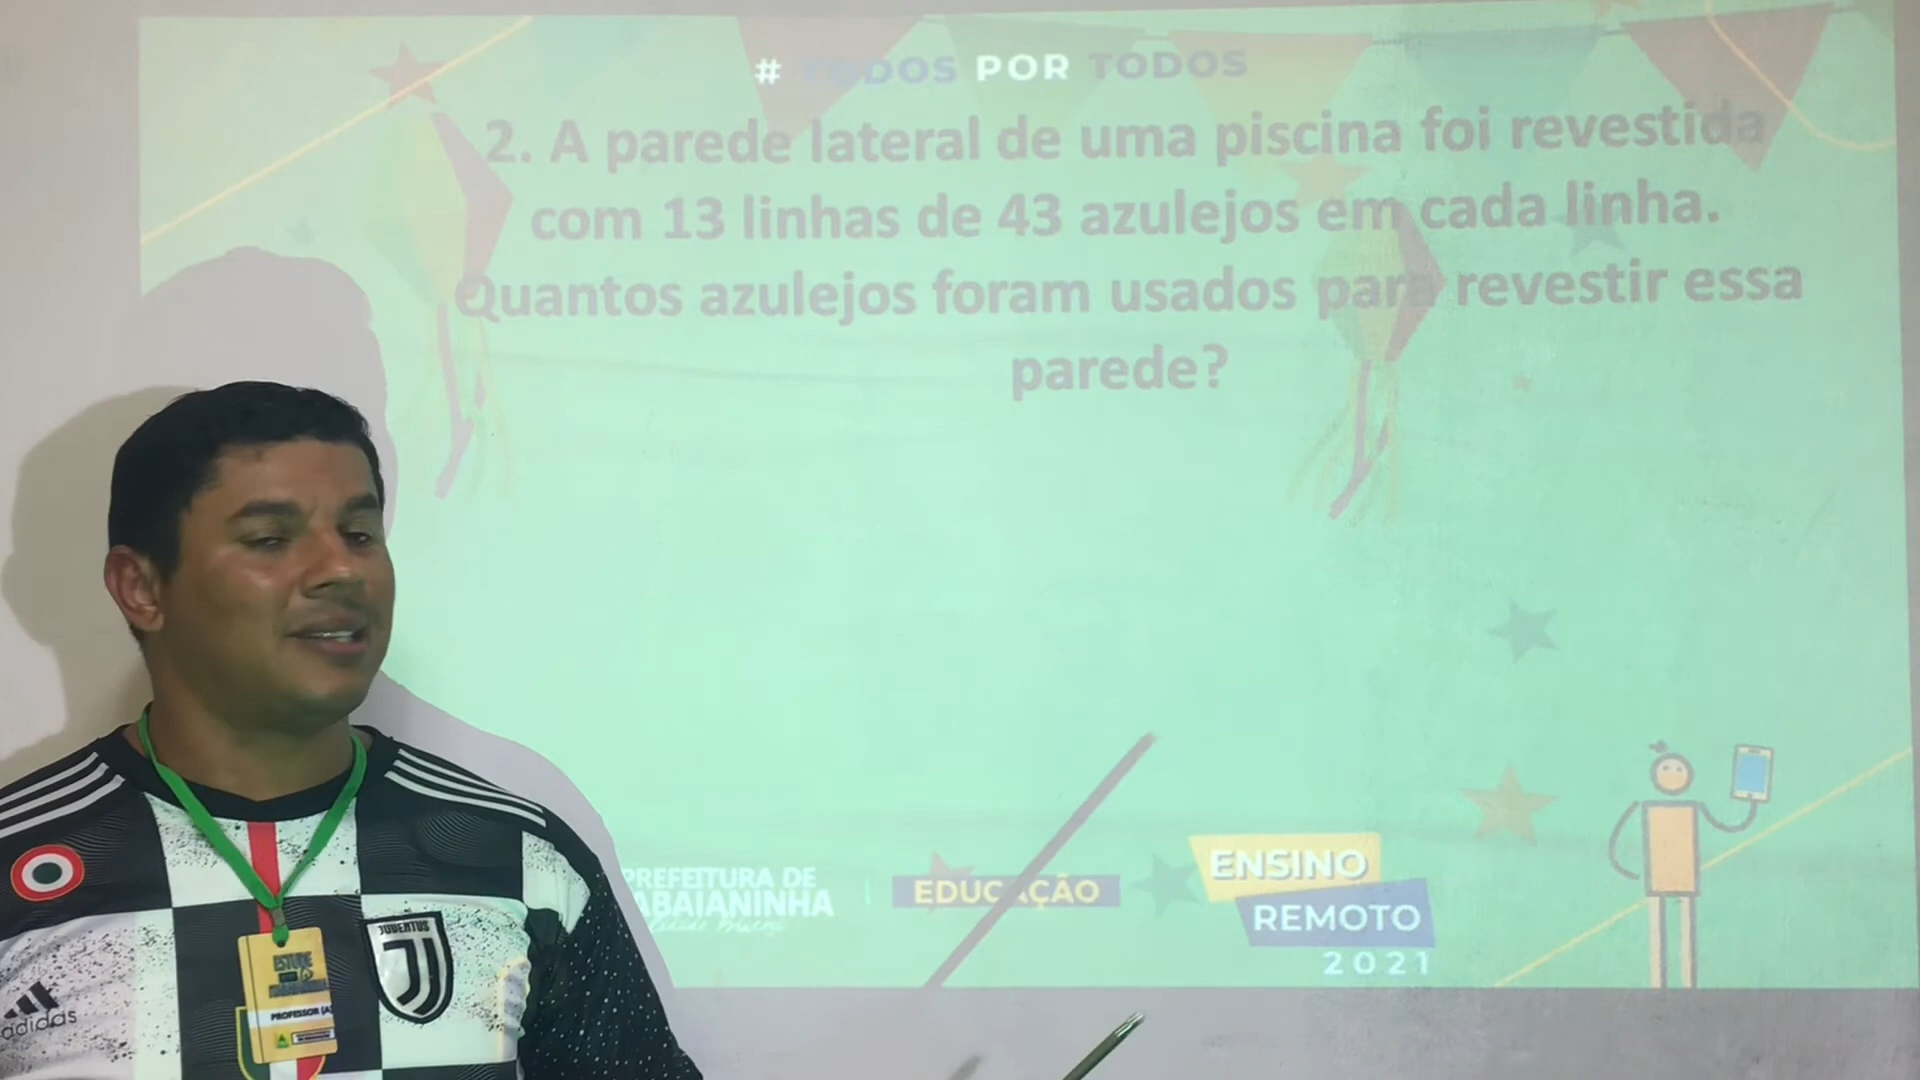 # TODOS POR TODOS
2. A parede lateral de uma piscina foi revestida
com 13 linhas de 43 azulejos em cada linha.
Quantos azulejos foram usados para revestir essa
parede?
PREFEITURA DE
ABAIANINHA
EDUCAÇÃO
ENSINO
REMOTO
2021
JUVENTUS
adidas
ESTUDE
PROFESSOR (A)